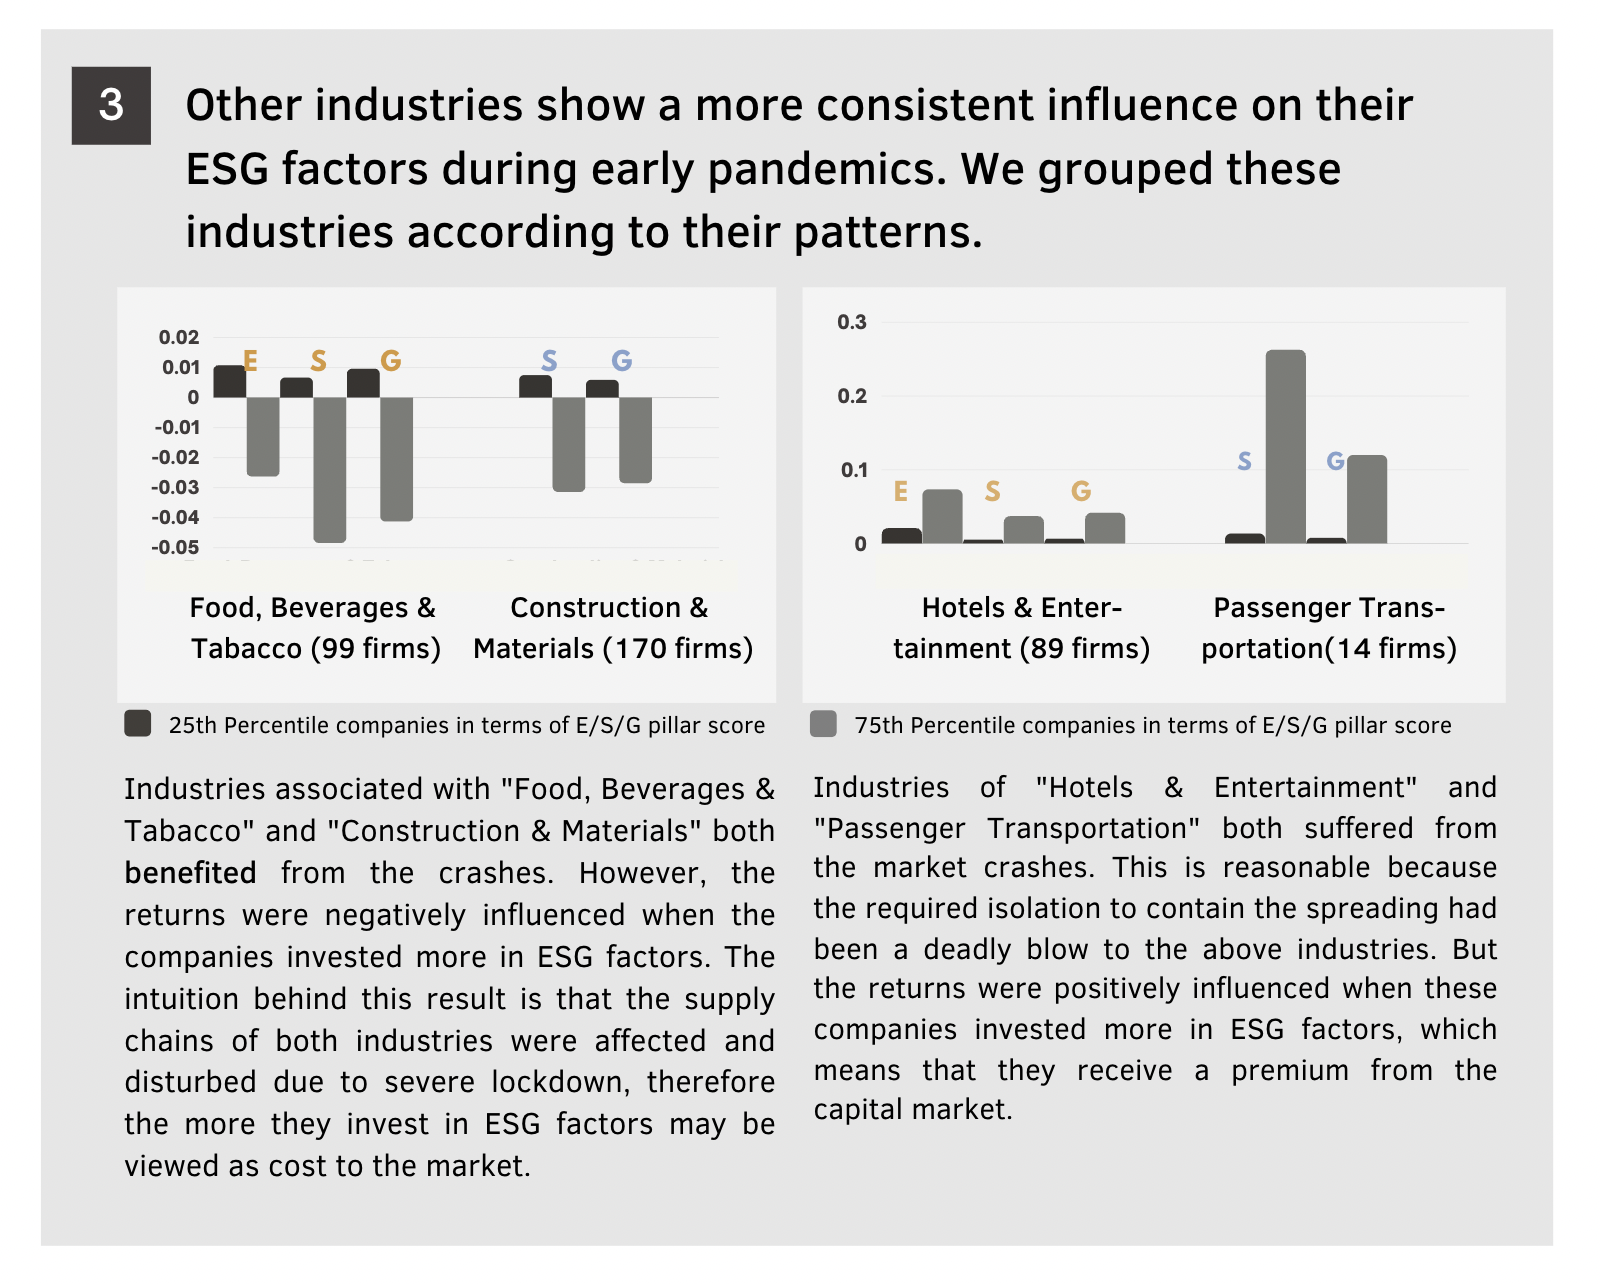 3
Other industries show a more consistent influence on their
ESG factors during early pandemics. We grouped these
industries according to their patterns.
0.02
0.01
0
-0.01
-0.02
-0.03
-0.04
-0.05
E S G S G
Food, Beverages &
Tabacco (99 firms)
Construction &
Materials (170 firms)
0.3
0.2
0.1
0
E S G S G
Hotels & Enter-
tainment (89 firms)
Passenger Trans-
portation(14 firms)
25th Percentile companies in terms of E/S/G pillar score
75th Percentile companies in terms of E/S/G pillar score
Industries associated with "Food, Beverages &
Tabacco" and "Construction & Materials" both
benefited from the crashes. However, the
returns were negatively influenced when the
companies invested more in ESG factors. The
intuition behind this result is that the supply
chains of both industries were affected and
disturbed due to severe lockdown, therefore
the more they invest in ESG factors may be
viewed as cost to the market.
Industries of "Hotels & Entertainment" and
"Passenger Transportation" both suffered from
the market crashes. This is reasonable because
the required isolation to contain the spreading had
been a deadly blow to the above industries. But
the returns were positively influenced when these
companies invested more in ESG factors, which
means that they receive a premium from the
capital market.